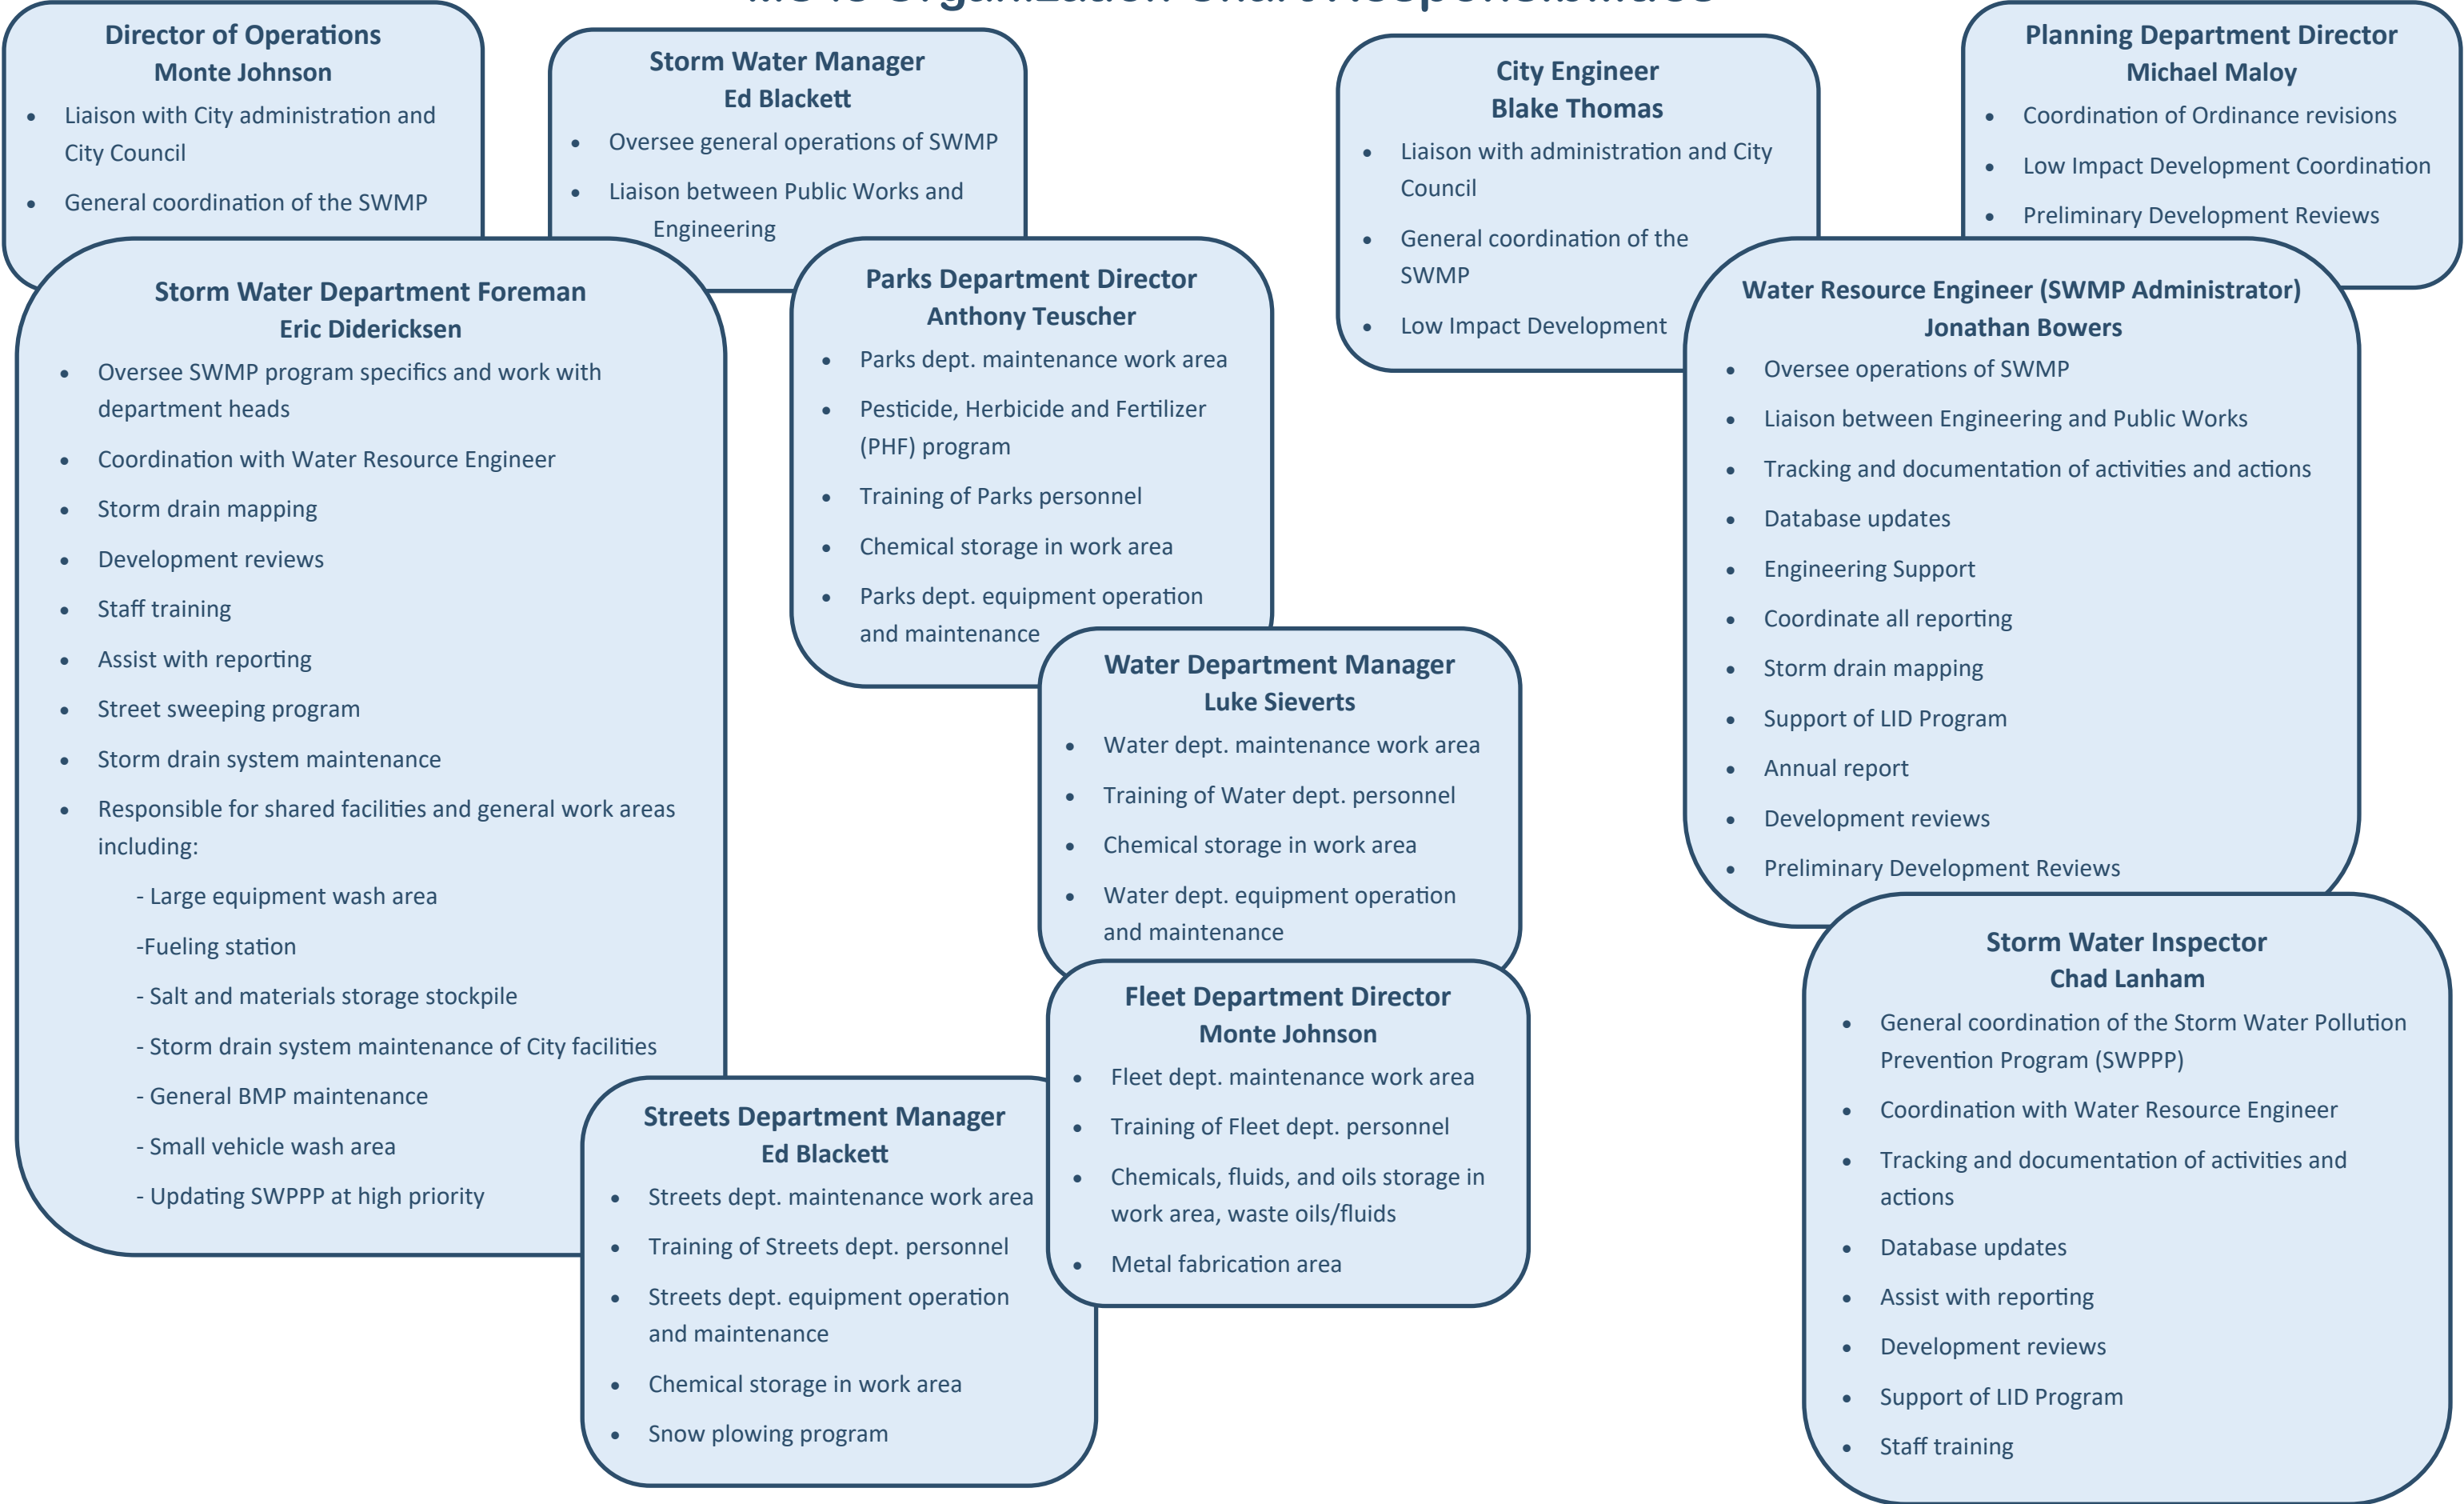 Director of Operations
Monte Johnson
• Liaison with City administration and
City Council
• General coordination of the SWMP
Storm Water Manager
Ed Blackett
• Oversee general operations of SWMP
• Liaison between Public Works and
Engineering
City Engineer
Blake Thomas
• Liaison with administration and City
Council
• General coordination of the
SWMP
• Low Impact Development
Planning Department Director
Michael Maloy
• Coordination of Ordinance revisions
• Low Impact Development Coordination
• Preliminary Development Reviews
Storm Water Department Foreman
Eric Didericksen
• Oversee SWMP program specifics and work with
department heads
• Coordination with Water Resource Engineer
• Storm drain mapping
• Development reviews
• Staff training
• Assist with reporting
• Street sweeping program
• Storm drain system maintenance
• Responsible for shared facilities and general work areas
including:
- Large equipment wash area
-Fueling station
- Salt and materials storage stockpile
- Storm drain system maintenance of City facilities
- General BMP maintenance
- Small vehicle wash area
- Updating SWPPP at high priority
Parks Department Director
Anthony Teuscher
• Parks dept. maintenance work area
• Pesticide, Herbicide and Fertilizer
(PHF) program
• Training of Parks personnel
• Chemical storage in work area
• Parks dept. equipment operation
and maintenance
Water Department Manager
Luke Sieverts
• Water dept. maintenance work area
• Training of Water dept. personnel
• Chemical storage in work area
• Water dept. equipment operation
and maintenance
Fleet Department Director
Monte Johnson
• Fleet dept. maintenance work area
• Training of Fleet dept. personnel
• Chemicals, fluids, and oils storage in
work area, waste oils/fluids
• Metal fabrication area
Streets Department Manager
Ed Blackett
• Streets dept. maintenance work area
• Training of Streets dept. personnel
• Streets dept. equipment operation
and maintenance
• Chemical storage in work area
• Snow plowing program
Water Resource Engineer (SWMP Administrator)
Jonathan Bowers
• Oversee operations of SWMP
• Liaison between Engineering and Public Works
• Tracking and documentation of activities and actions
• Database updates
• Engineering Support
• Coordinate all reporting
• Storm drain mapping
• Support of LID Program
• Annual report
• Development reviews
• Preliminary Development Reviews
Storm Water Inspector
Chad Lanham
• General coordination of the Storm Water Pollution
Prevention Program (SWPPP)
• Coordination with Water Resource Engineer
• Tracking and documentation of activities and
actions
• Database updates
• Assist with reporting
• Development reviews
• Support of LID Program
• Staff training